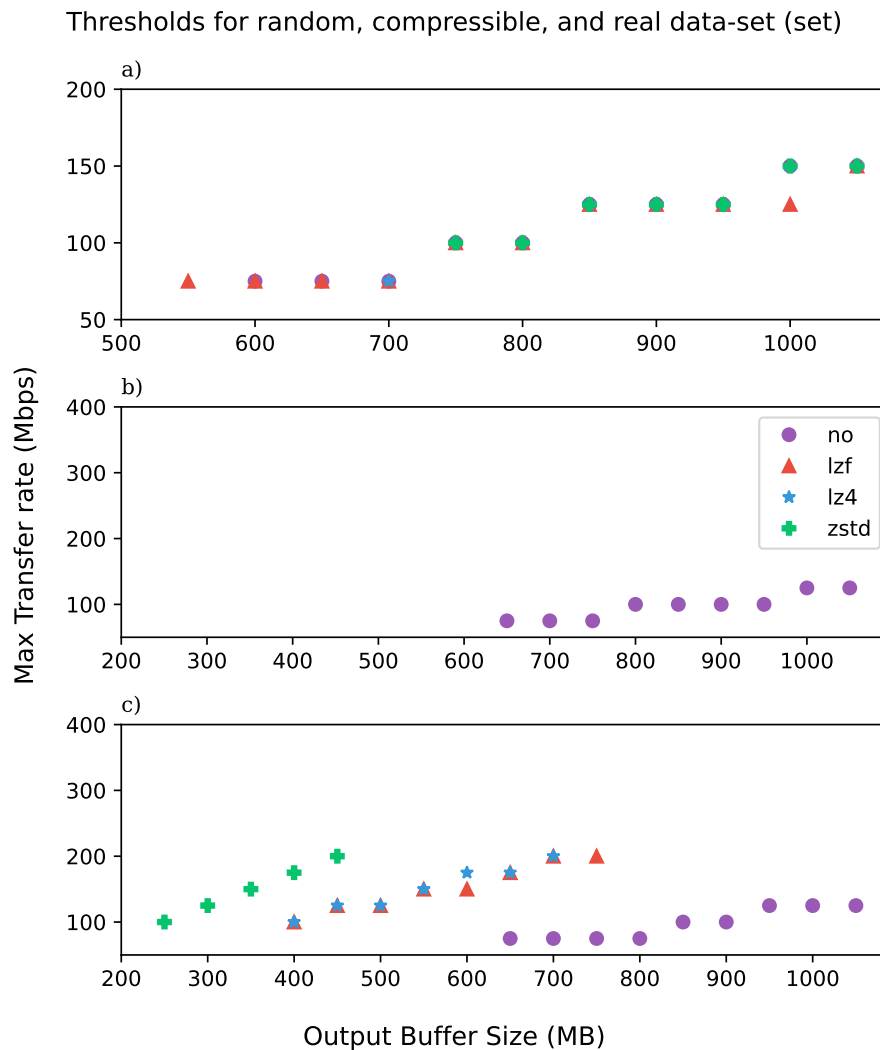 Thresholds for random, compressible, and real data-set (set)
a)
200
150
100
50
500 600 700 800 900 1000
Max Transfer rate (Mbps)
b)
400
300
200
100
no
lzf
lz4
zstd
200 300 400 500 600 700 800 900 1000
c)
400
300
200
100
200 300 400 500 600 700 800 900 1000
Output Buffer Size (MB)